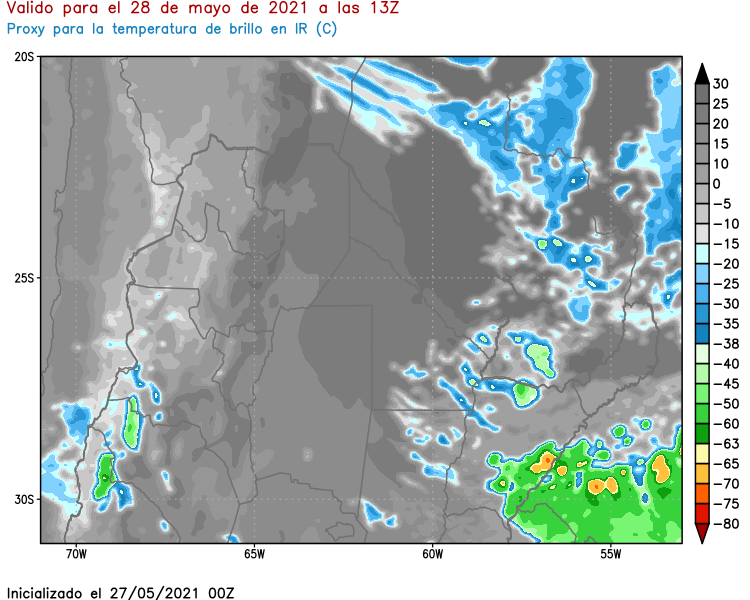 Valido para el 28 de mayo de 2021 a las 13Z
Proxy para la temperatura de brillo en IR (C)
20S
25S
30S
70W
65W
60W
55W
30
25
20
15
10
0
−5
−10
−15
−20
−25
−30
−35
−38
−40
−45
−50
−60
−63
−65
−70
−75
−80
Inicializado el 27/05/2021 00Z